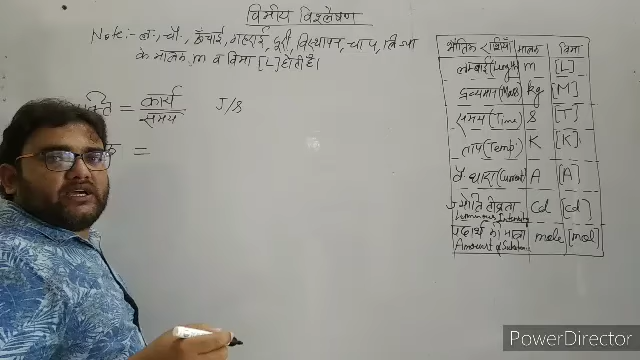 विमीय विश्लेषण
Note:- ल०, चौ०, ऊँचाई, गहराई, दूरी, विस्थापन, चाप, त्रिज्या
के मात्रक m व विमा [L] होती है।
= कार्य / समय J/s
=
भौतिक राशियाँ मात्रक विमा
लम्बाई (Length) m [L]
द्रव्यमान (Mass) kg [M]
समय (Time) s [T]
ताप (Temp) K [K]
वै० धारा (Current) A [A]
ज्योति तीव्रता Cd [Cd]
Luminous Intensity
पदार्थ की मात्रा mole [mol]
Amount of Substance
PowerDirector